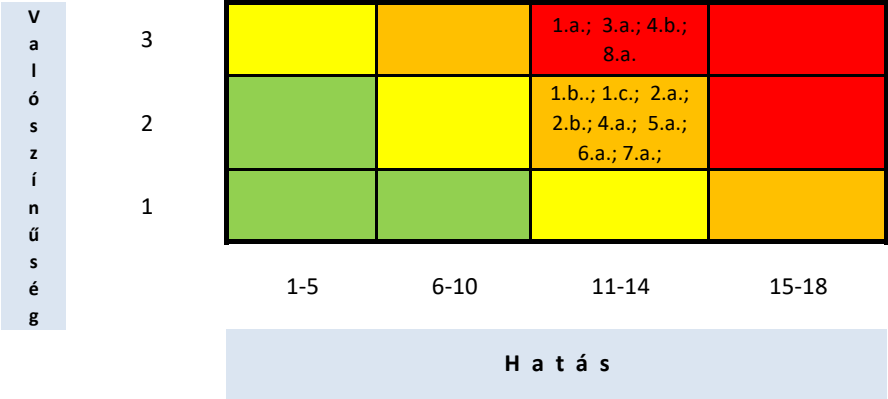 Valószínűség
3
1.a.; 3.a.; 4.b.;
8.a.
2
1.b..; 1.c.; 2.a.;
2.b.; 4.a.; 5.a.;
6.a.; 7.a.;
1
1-5 6-10 11-14 15-18
H a t á s